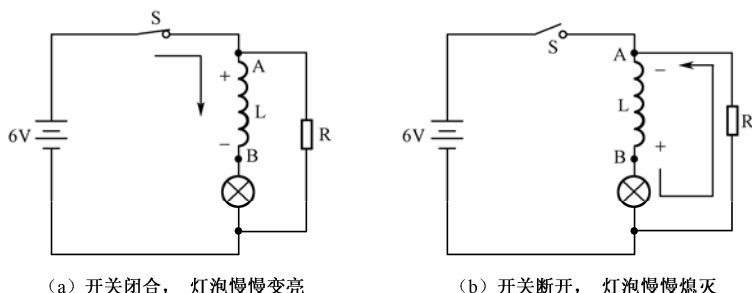 S
+ A
6V
L
R
− B
(a) 开关闭合， 灯泡慢慢变亮
S
A −
6V
L
R
B +
(b) 开关断开， 灯泡慢慢熄灭